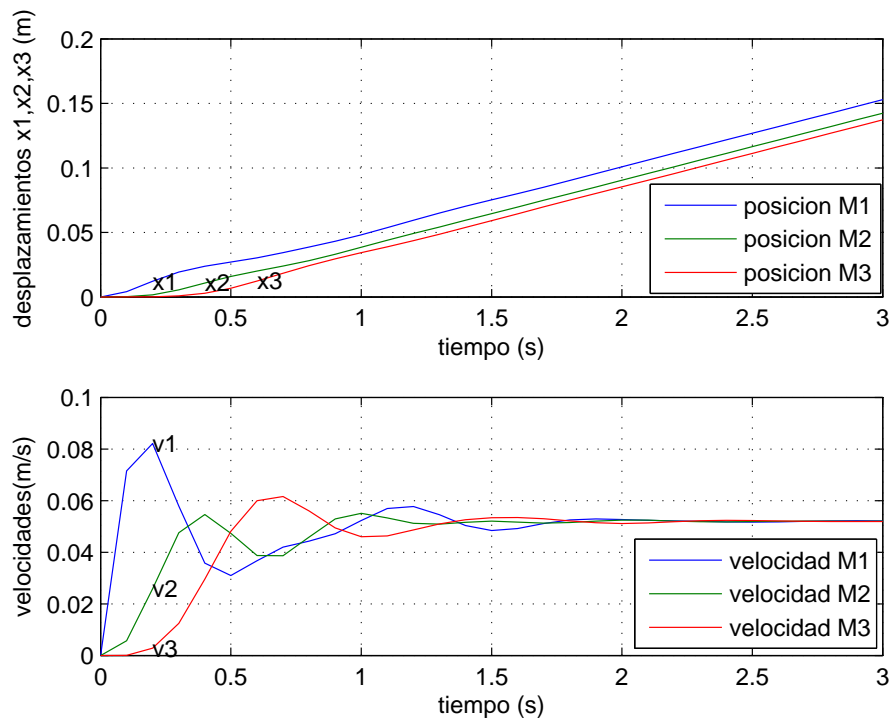 desplazamientos x1,x2,x3 (m)
0.2
0.15
0.1
0.05
0
x1
x2
x3
posicion M1
posicion M2
posicion M3
0
0.5
1
1.5
2
2.5
3
tiempo (s)
velocidades(m/s)
0.1
0.08
0.06
0.04
0.02
0
v1
v2
v3
velocidad M1
velocidad M2
velocidad M3
0
0.5
1
1.5
2
2.5
3
tiempo (s)